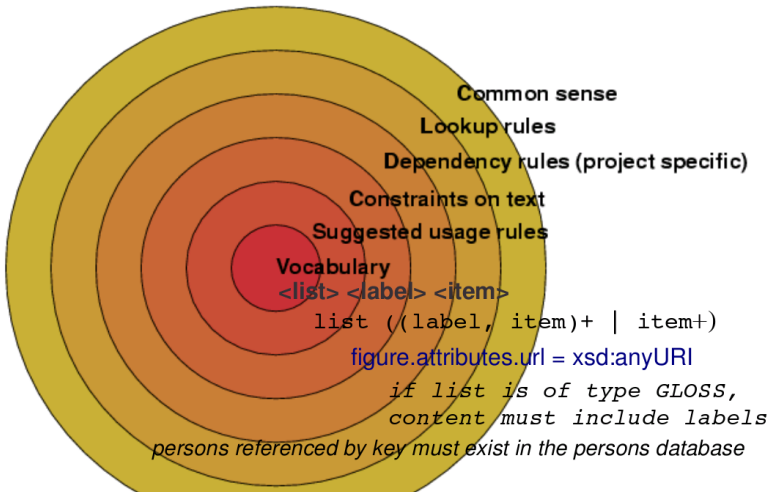 Common sense
Lookup rules
Dependency rules (project specific)
Constraints on text
Suggested usage rules
Vocabulary
<list> <label> <item>
list ((label, item)+ | item+)
figure.attributes.url = xsd:anyURI
if list is of type GLOSS,
content must include labels
persons referenced by key must exist in the persons database